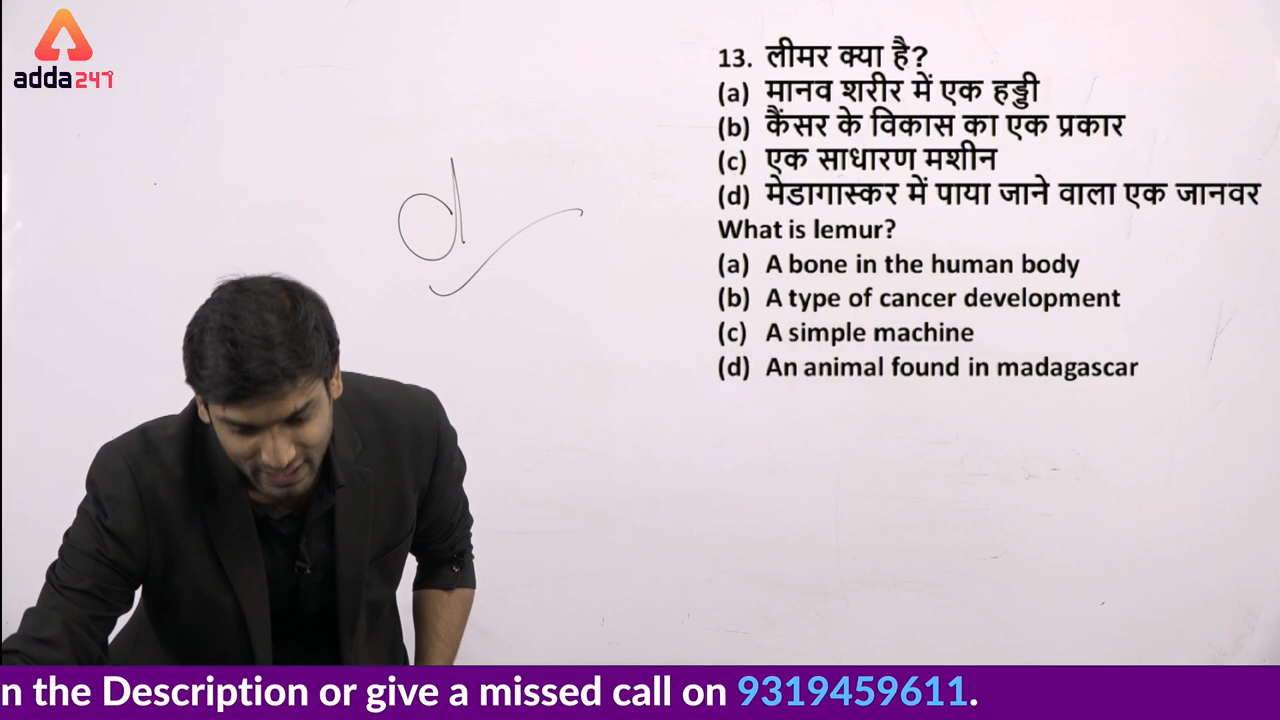 adda247
13. लीमर क्या है?
(a) मानव शरीर में एक हड्डी
(b) कैंसर के विकास का एक प्रकार
(c) एक साधारण मशीन
(d) मेडागास्कर में पाया जाने वाला एक जानवर
What is lemur?
(a) A bone in the human body
(b) A type of cancer development
(c) A simple machine
(d) An animal found in madagascar
d
n the Description or give a missed call on 9319459611.